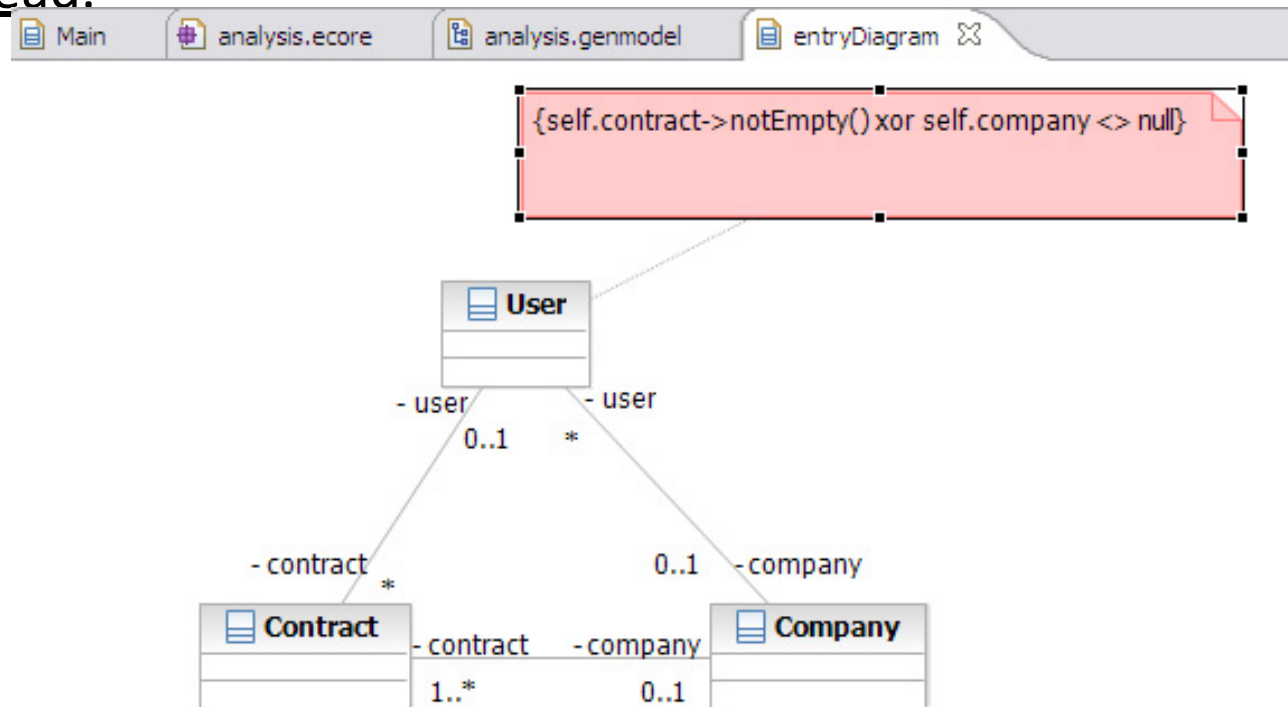 Main analysis.ecore analysis.genmodel entryDiagram
{self.contract->notEmpty() xor self.company <> null}
User
- user - user
0..1 *
- contract 0..1 - company
*
Contract Company
- contract - company
1..* 0..1